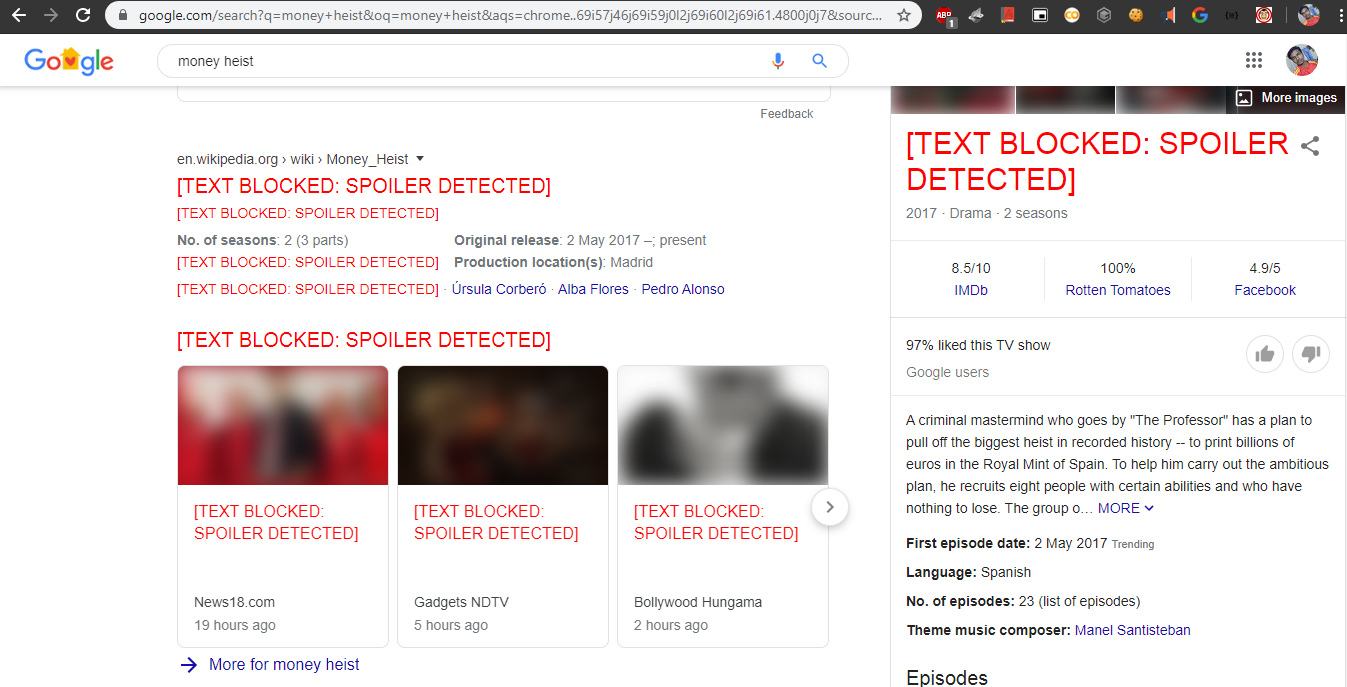 google.com/search?q=money+heist&oq=money+heist&aqs=chrome..69i57j46j69i59j0l2j69i60l2j69i61.4800j0j7&sourc...
ABP
1
Google
money heist
Feedback
en.wikipedia.org › wiki › Money_Heist
[TEXT BLOCKED: SPOILER DETECTED]
[TEXT BLOCKED: SPOILER DETECTED]
No. of seasons: 2 (3 parts)
Original release: 2 May 2017 –; present
[TEXT BLOCKED: SPOILER DETECTED]
Production location(s): Madrid
[TEXT BLOCKED: SPOILER DETECTED] · Úrsula Corberó · Alba Flores · Pedro Alonso
[TEXT BLOCKED: SPOILER DETECTED]
[TEXT BLOCKED:
SPOILER DETECTED]
News18.com
19 hours ago
[TEXT BLOCKED:
SPOILER DETECTED]
Gadgets NDTV
5 hours ago
[TEXT BLOCKED:
SPOILER DETECTED]
Bollywood Hungama
2 hours ago
More for money heist
More images
[TEXT BLOCKED: SPOILER
DETECTED]
2017 · Drama · 2 seasons
8.5/10
IMDb
100%
Rotten Tomatoes
4.9/5
Facebook
97% liked this TV show
Google users
A criminal mastermind who goes by "The Professor" has a plan to
pull off the biggest heist in recorded history -- to print billions of
euros in the Royal Mint of Spain. To help him carry out the ambitious
plan, he recruits eight people with certain abilities and who have
nothing to lose. The group o… MORE
First episode date: 2 May 2017 Trending
Language: Spanish
No. of episodes: 23 (list of episodes)
Theme music composer: Manel Santisteban
Episodes